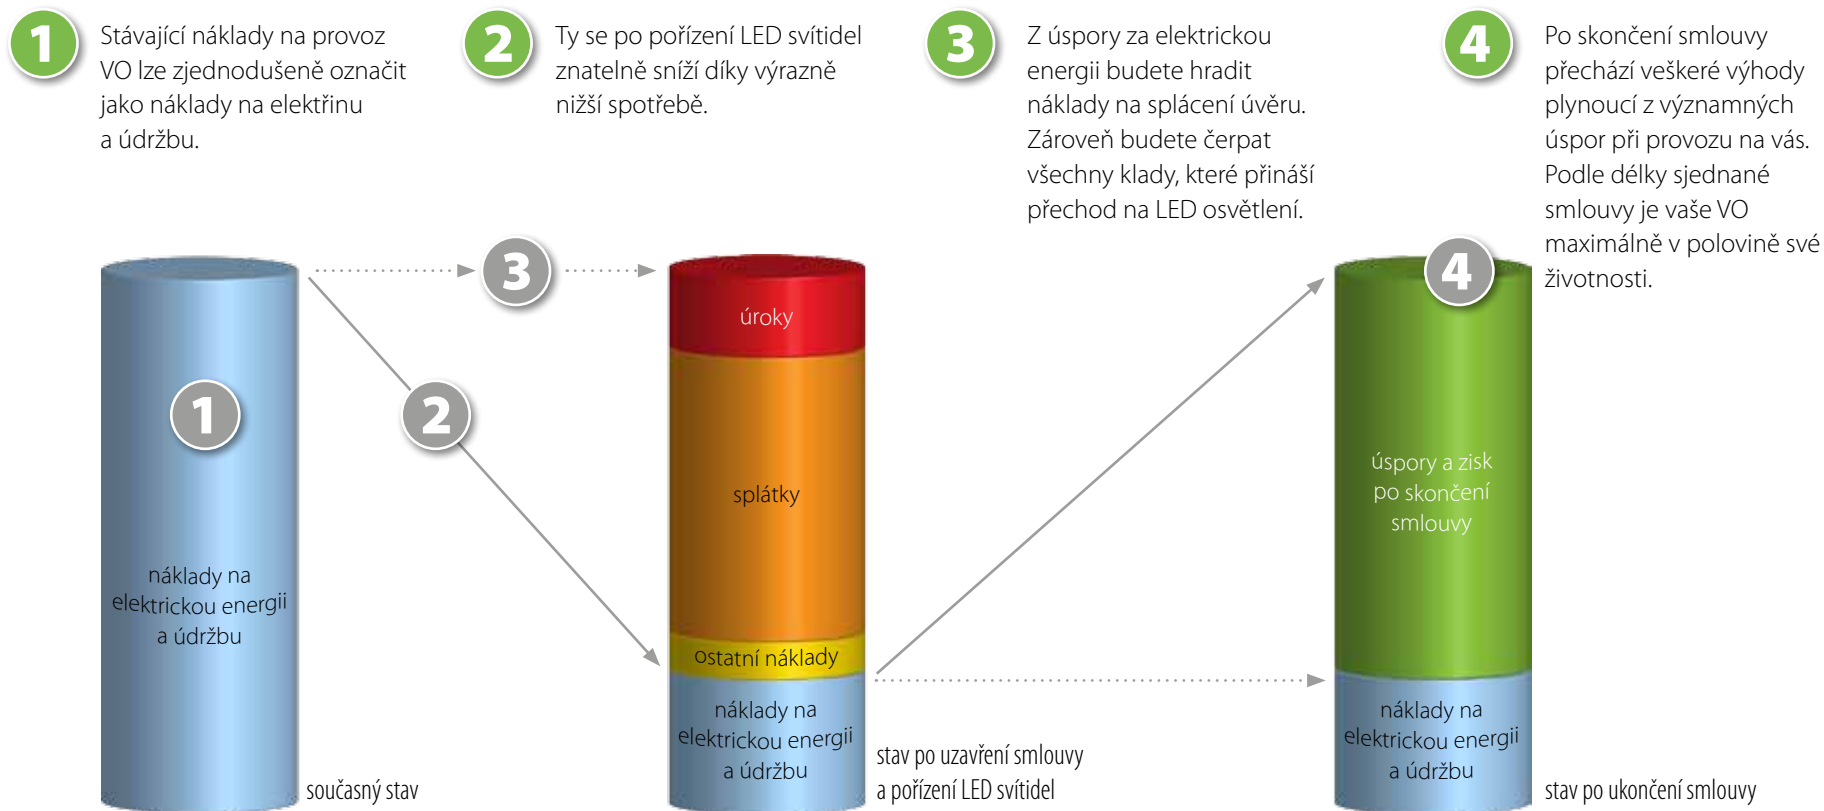 1
Stávající náklady na provoz
VO lze zjednodušeně označit
jako náklady na elektřinu
a údržbu.
2
Ty se po pořízení LED svítidel
znatelně sníží díky výrazně
nižší spotřebě.
3
Z úspory za elektrickou
energii budete hradit
náklady na splácení úvěru.
Zároveň budete čerpat
všechny klady, které přináší
přechod na LED osvětlení.
4
Po skončení smlouvy
přechází veškeré výhody
plynoucí z významných
úspor při provozu na vás.
Podle délky sjednané
smlouvy je vaše VO
maximálně v polovině své
životnosti.
1
náklady na
elektrickou energii
a údržbu
současný stav
2
3
úroky
splátky
ostatní náklady
náklady na
elektrickou energii
a údržbu
stav po uzavření smlouvy
a pořízení LED svítidel
4
úspory a zisk
po skončení
smlouvy
náklady na
elektrickou energii
a údržbu
stav po ukončení smlouvy